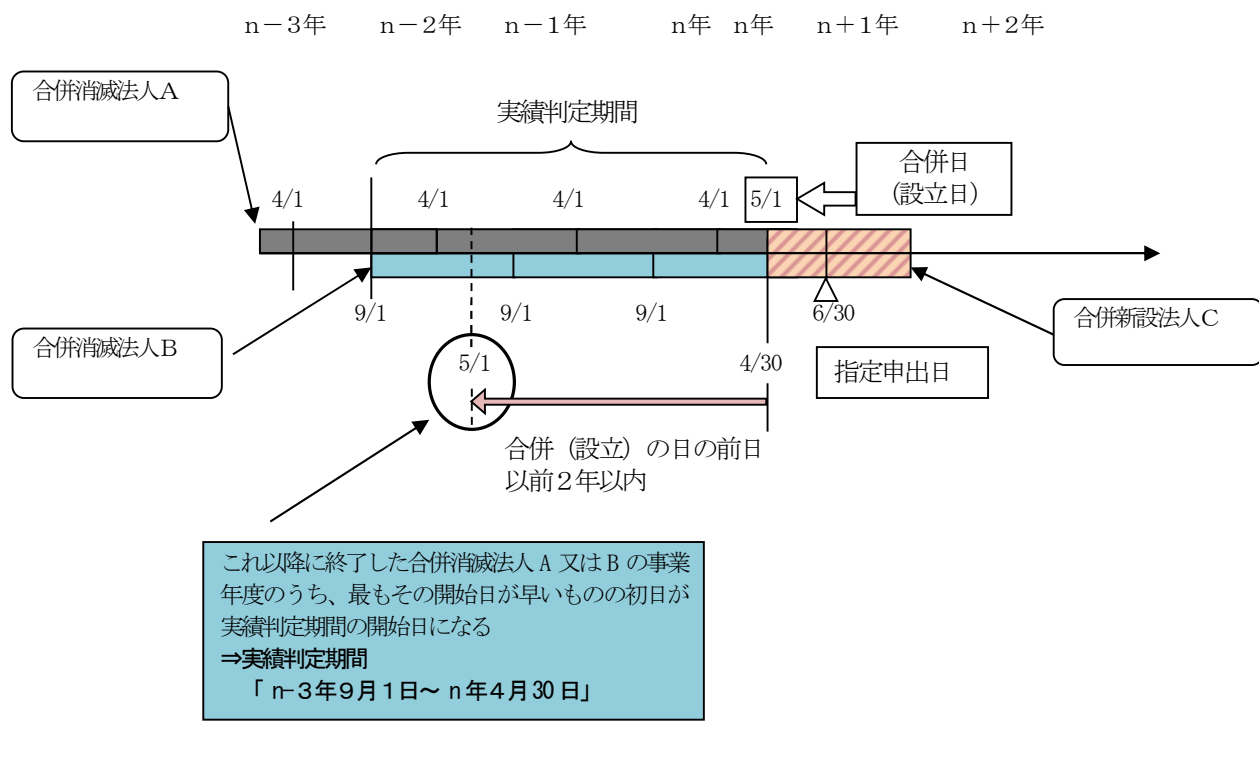 n－3年 n－2年 n－1年 n年 n年 n＋1年 n＋2年
合併消滅法人A
実績判定期間
合併日
（設立日）
4/1 4/1 4/1 4/1 5/1
9/1 9/1 9/1 6/30
合併新設法人C
合併消滅法人B
5/1 4/30
指定申出日
合併（設立）の日の前日
以前２年以内
これ以降に終了した合併消滅法人 A 又は B の事業
年度のうち、最もその開始日が早いものの初日が
実績判定期間の開始日になる
⇒実績判定期間
「 n-３年９月１日～ n 年４月 30 日」